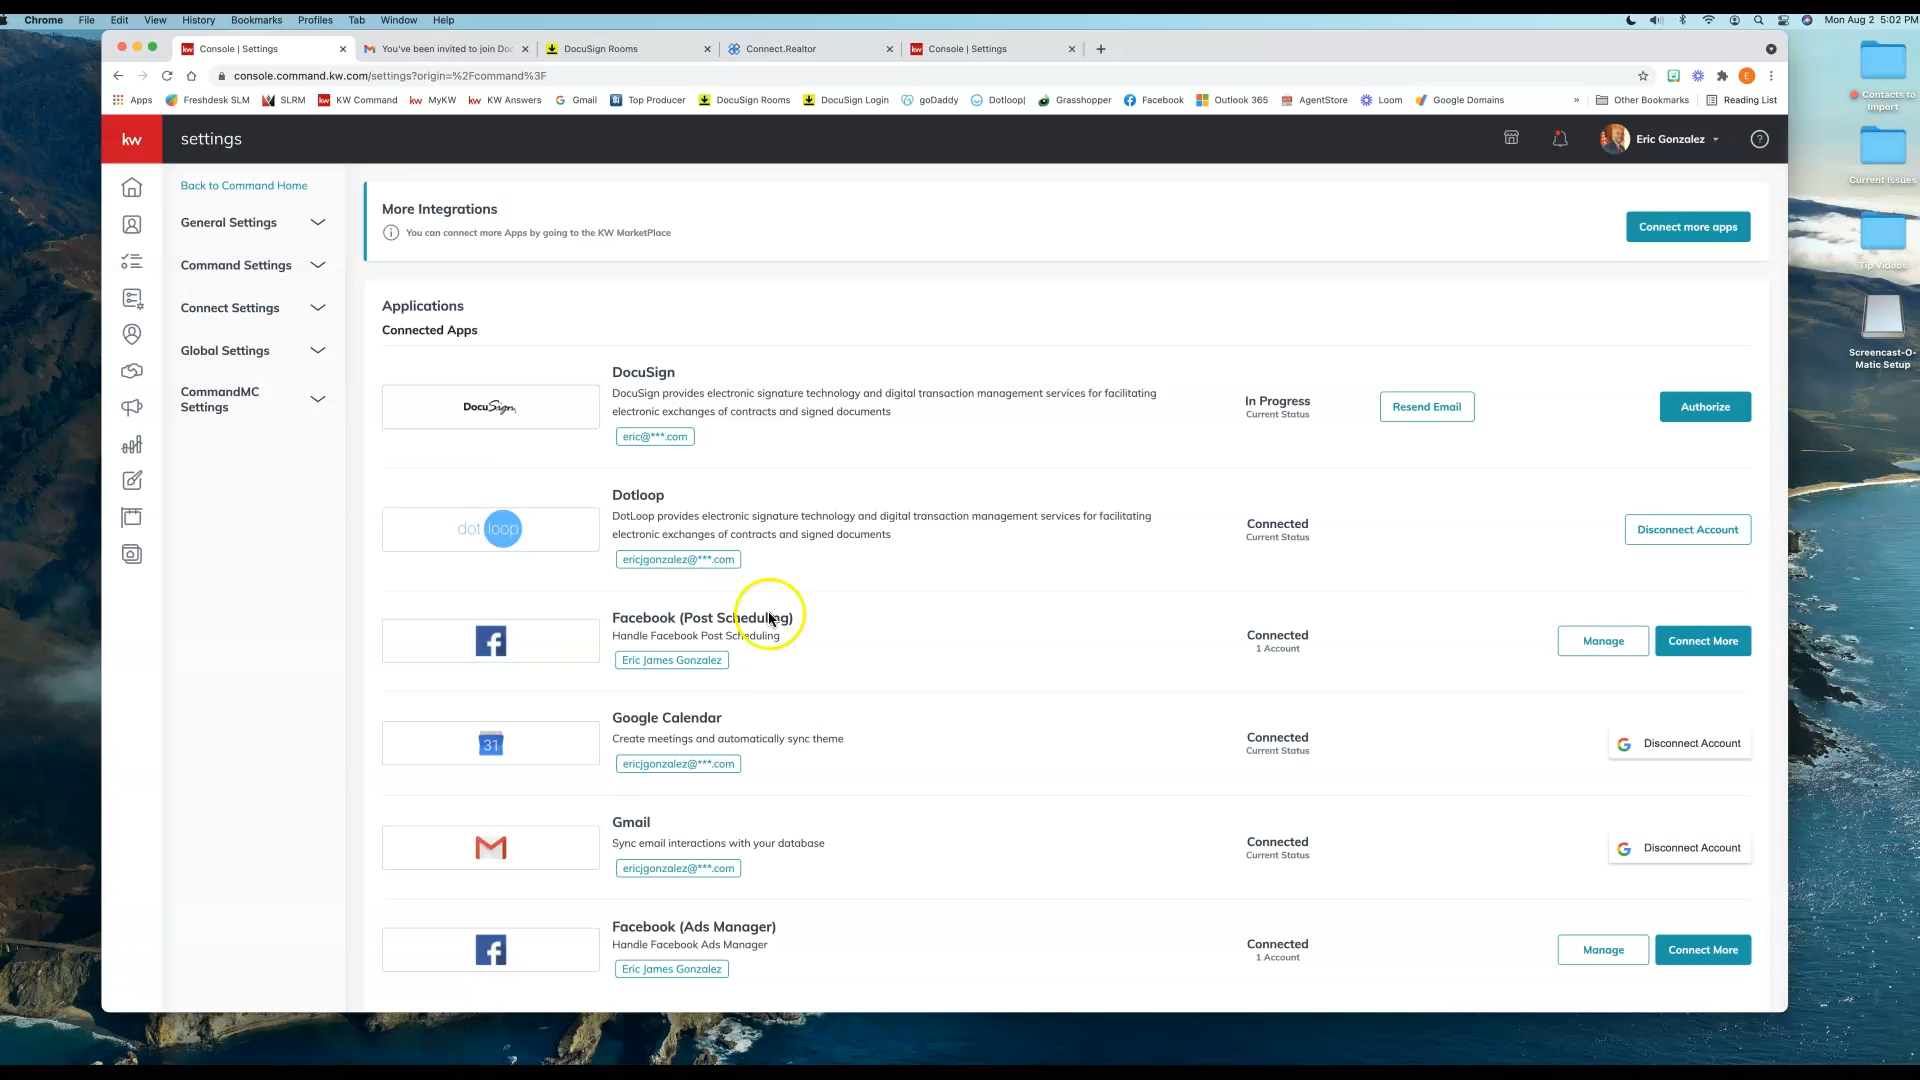 Chrome File Edit View History Bookmarks Profiles Tab Window Help Mon Aug 2 5:02 PM
kw Console | Settings
You've been invited to join Doc
DocuSign Rooms
Connect.Realtor
kw Console | Settings
console.command.kw.com/settings?origin=%2Fcommand%3F E
Apps Freshdesk SLM SLRM kw KW Command kw MyKW kw KW Answers Gmail Top Producer DocuSign Rooms DocuSign Login goDaddy Dotloop| Grasshopper Facebook Outlook 365 AgentStore Loom Google Domains » Other Bookmarks Reading List
kw settings Eric Gonzalez
Back to Command Home
General Settings
Command Settings
Connect Settings
Global Settings
CommandMC
Settings
More Integrations
You can connect more Apps by going to the KW MarketPlace
Connect more apps
Applications
Connected Apps
DocuSign
DocuSign
DocuSign provides electronic signature technology and digital transaction management services for facilitating
electronic exchanges of contracts and signed documents
eric@***.com
In Progress
Current Status
Resend Email
Authorize
dotloop
Dotloop
DotLoop provides electronic signature technology and digital transaction management services for facilitating
electronic exchanges of contracts and signed documents
ericjgonzalez@***.com
Connected
Current Status
Disconnect Account
Facebook (Post Scheduling)
Handle Facebook Post Scheduling
Eric James Gonzalez
Connected
1 Account
Manage
Connect More
31
Google Calendar
Create meetings and automatically sync theme
ericjgonzalez@***.com
Connected
Current Status
Disconnect Account
Gmail
Sync email interactions with your database
ericjgonzalez@***.com
Connected
Current Status
Disconnect Account
Facebook (Ads Manager)
Handle Facebook Ads Manager
Eric James Gonzalez
Connected
1 Account
Manage
Connect More
Contacts to
Import
Current Issues
Tip Videos
Screencast-O-
Matic Setup